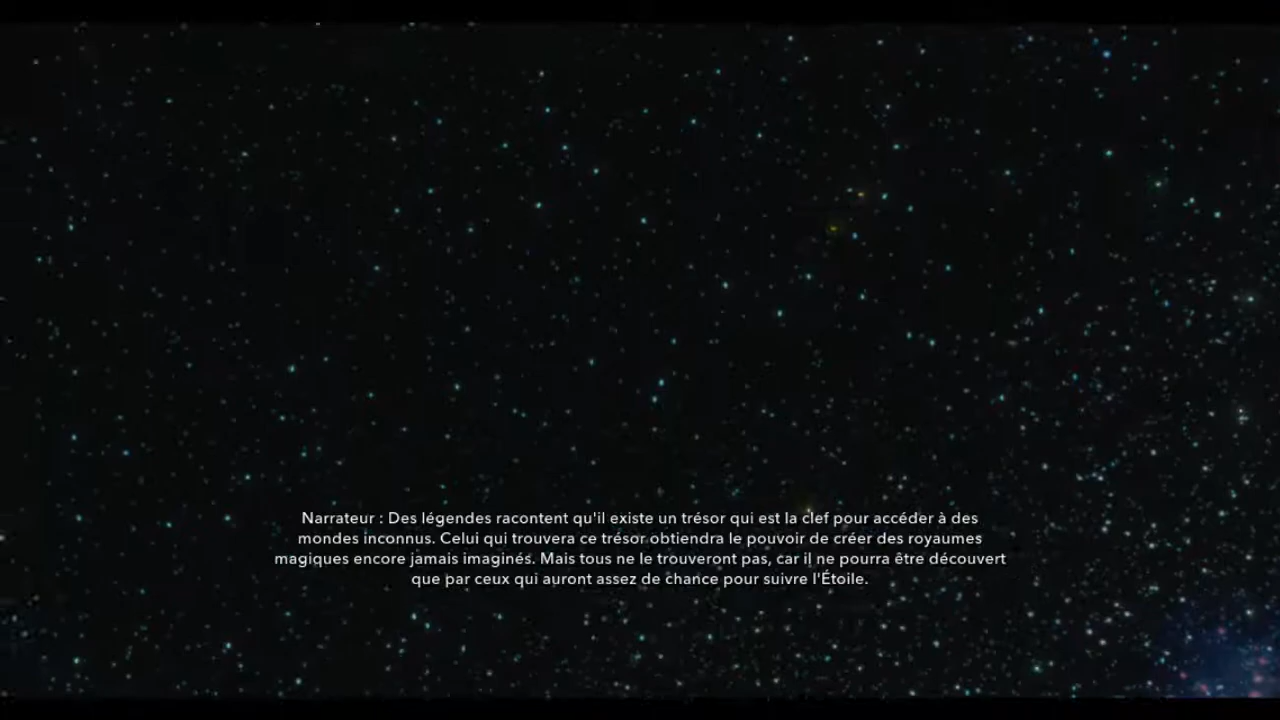 Narrateur : Des légendes racontent qu'il existe un trésor qui est la clef pour accéder à des
mondes inconnus. Celui qui trouvera ce trésor obtiendra le pouvoir de créer des royaumes
magiques encore jamais imaginés. Mais tous ne le trouveront pas, car il ne pourra être découvert
que par ceux qui auront assez de chance pour suivre l'Étoile.